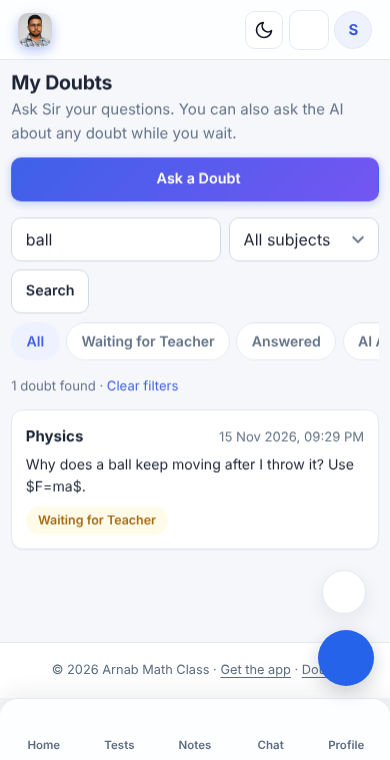 S
My Doubts
Ask Sir your questions. You can also ask the AI
about any doubt while you wait.
Ask a Doubt
ball
All subjects
Search
All
Waiting for Teacher
Answered
AI
1 doubt found · Clear filters
Physics
15 Nov 2026, 09:29 PM
Why does a ball keep moving after I throw it? Use
$F=ma$.
Waiting for Teacher
© 2026 Arnab Math Class · Get the app ·
Home
Tests
Notes
Chat
Profile